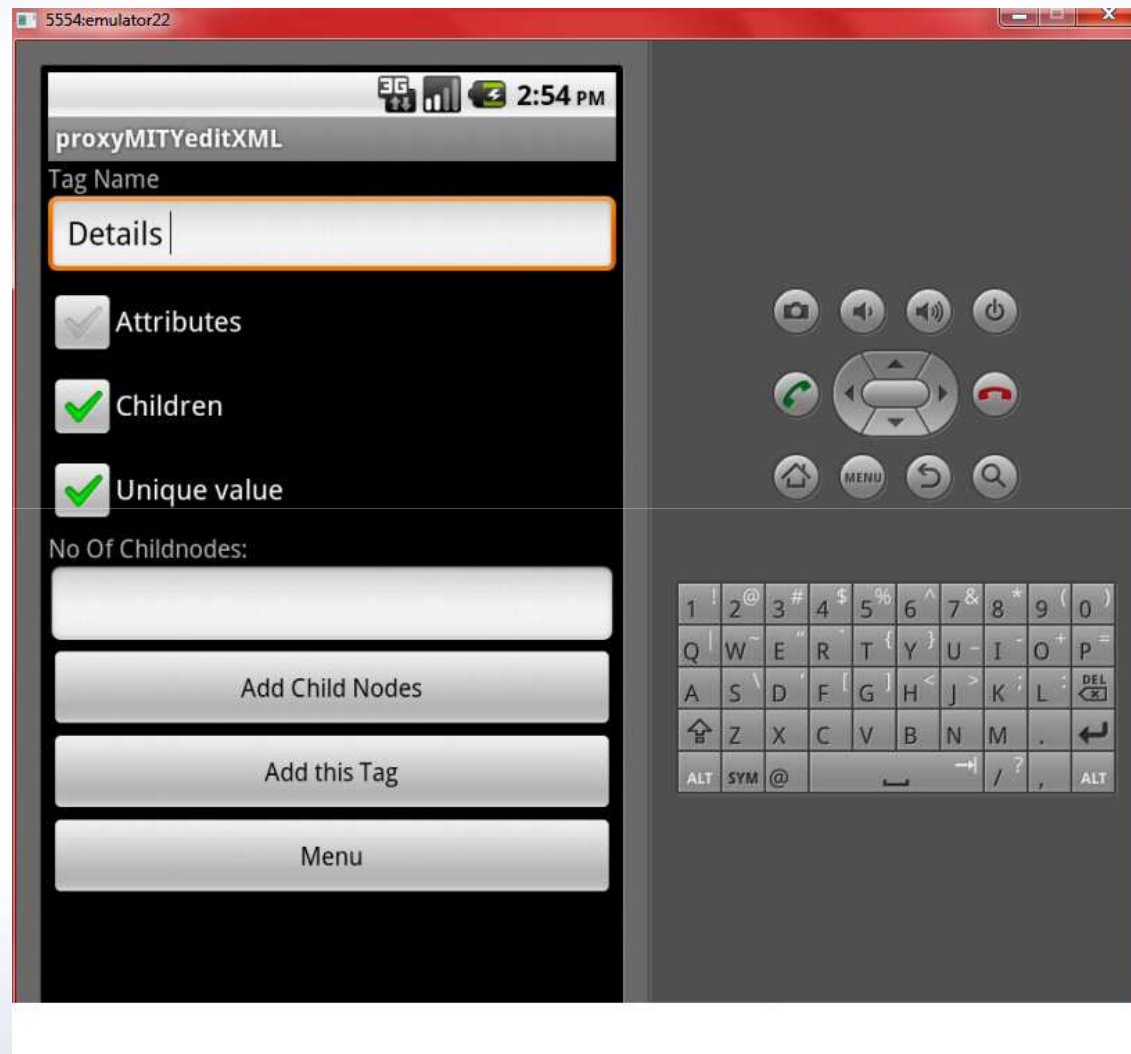 5554:emulator22
3G 2:54 PM
proxyMITYeditXML
Tag Name
Details
Attributes
Children
Unique value
No Of Childnodes:
Add Child Nodes
Add this Tag
Menu
MENU
1 ! 2 @ 3 # 4 $ 5 % 6 ^ 7 & 8 * 9 ( 0 )
Q | W ~ E " R ` T { Y } U _ I - O + P =
A S \ D ' F [ G ] H < J > K ; L : DEL
Z X C V B N M .
ALT SYM @ / ? , ALT